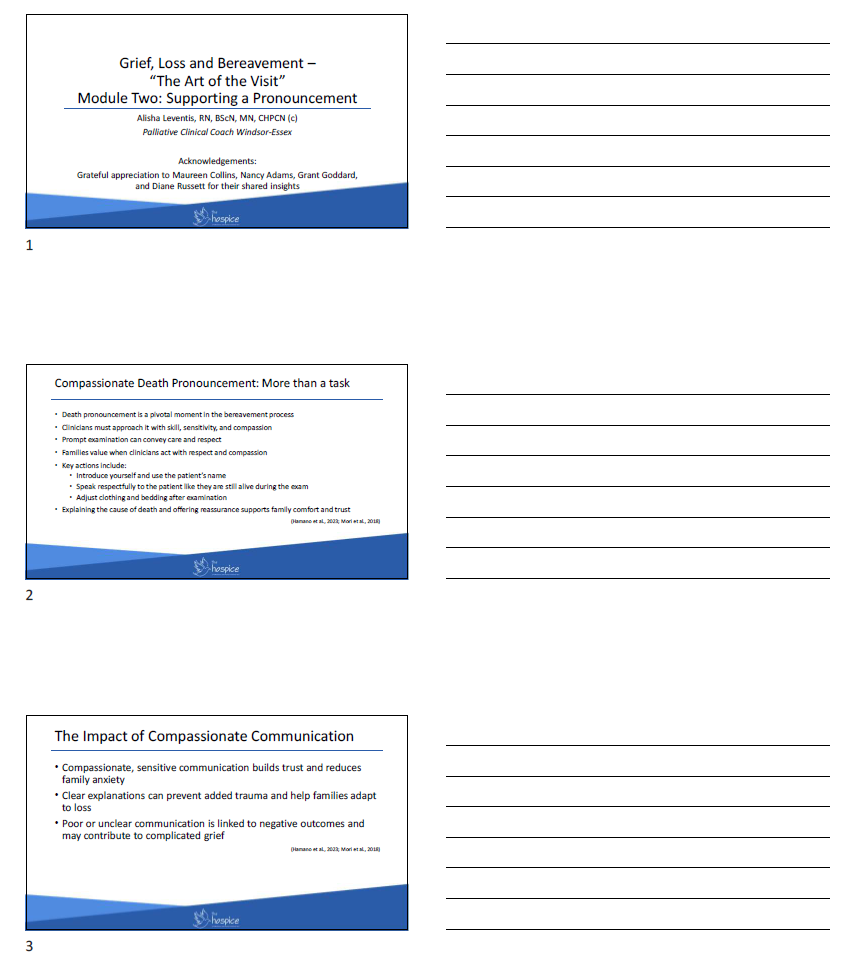 Grief, Loss and Bereavement –
“The Art of the Visit”
Module Two: Supporting a Pronouncement
Alisha Leventis, RN, BScN, MN, CHPCN (c)
Palliative Clinical Coach Windsor-Essex
Acknowledgements:
Grateful appreciation to Maureen Collins, Nancy Adams, Grant Goddard,
and Diane Russett for their shared insights
hospice
1
Compassionate Death Pronouncement: More than a task
• Death pronouncement is a pivotal moment in the bereavement process
• Clinicians must approach it with skill, sensitivity, and compassion
• Prompt examination can convey care and respect
• Families value when clinicians act with respect and compassion
• Key actions include:
• Introduce yourself and use the patient’s name
• Speak respectfully to the patient like they are still alive during the exam
• Adjust clothing and bedding after examination
• Explaining the cause of death and offering reassurance supports family comfort and trust
(Hamano et al., 2023; Mori et al., 2018)
hospice
2
The Impact of Compassionate Communication
• Compassionate, sensitive communication builds trust and reduces
family anxiety
• Clear explanations can prevent added trauma and help families adapt
to loss
• Poor or unclear communication is linked to negative outcomes and
may contribute to complicated grief
(Hamano et al., 2023; Mori et al., 2018)
hospice
3